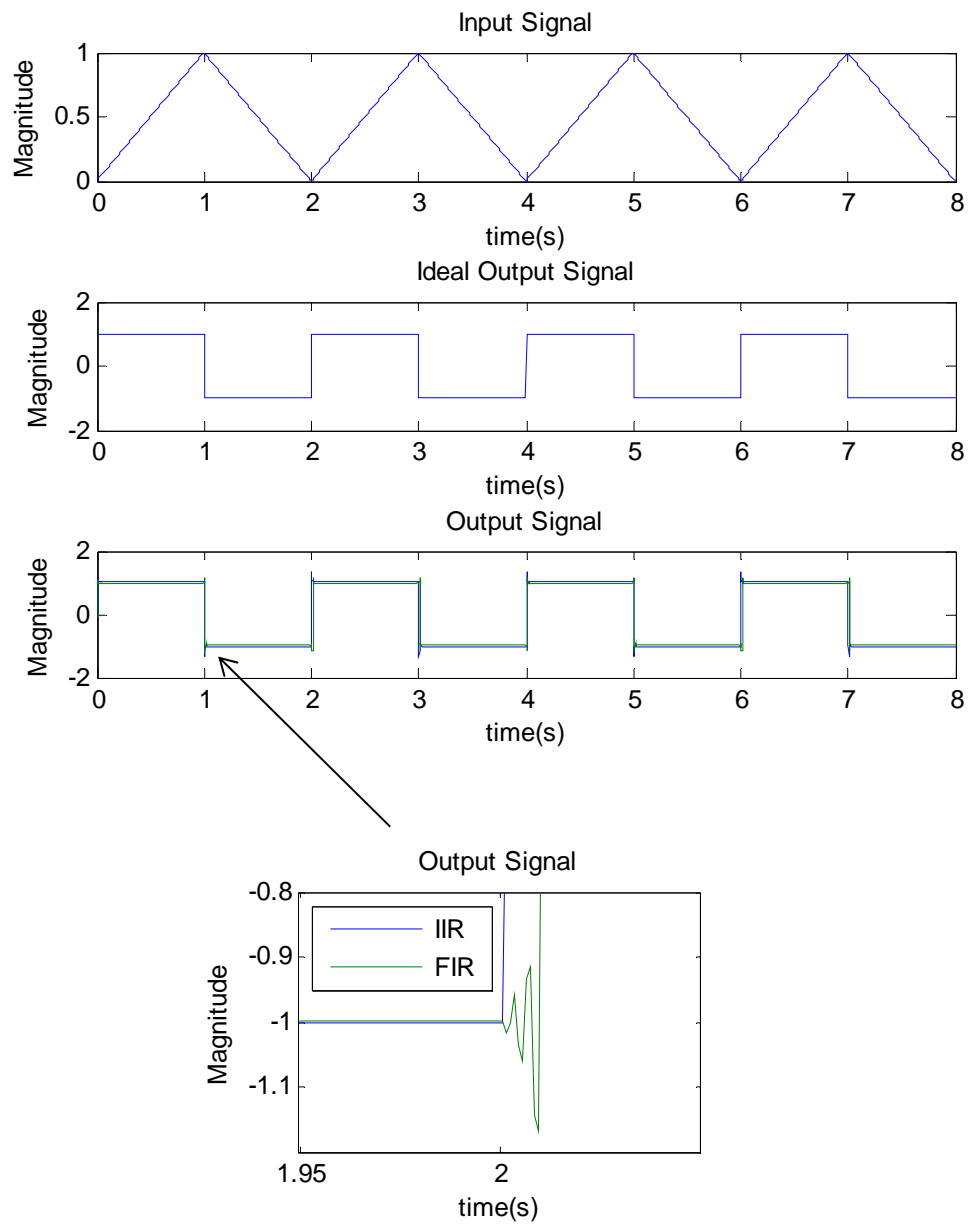 Input Signal
1
0.5
0
Magnitude
0 1 2 3 4 5 6 7 8
time(s)
Ideal Output Signal
2
0
-2
Magnitude
0 1 2 3 4 5 6 7 8
time(s)
Output Signal
2
0
-2
Magnitude
0 1 2 3 4 5 6 7 8
time(s)
Output Signal
-0.8
-0.9
-1
-1.1
Magnitude
IIR
FIR
1.95 2
time(s)